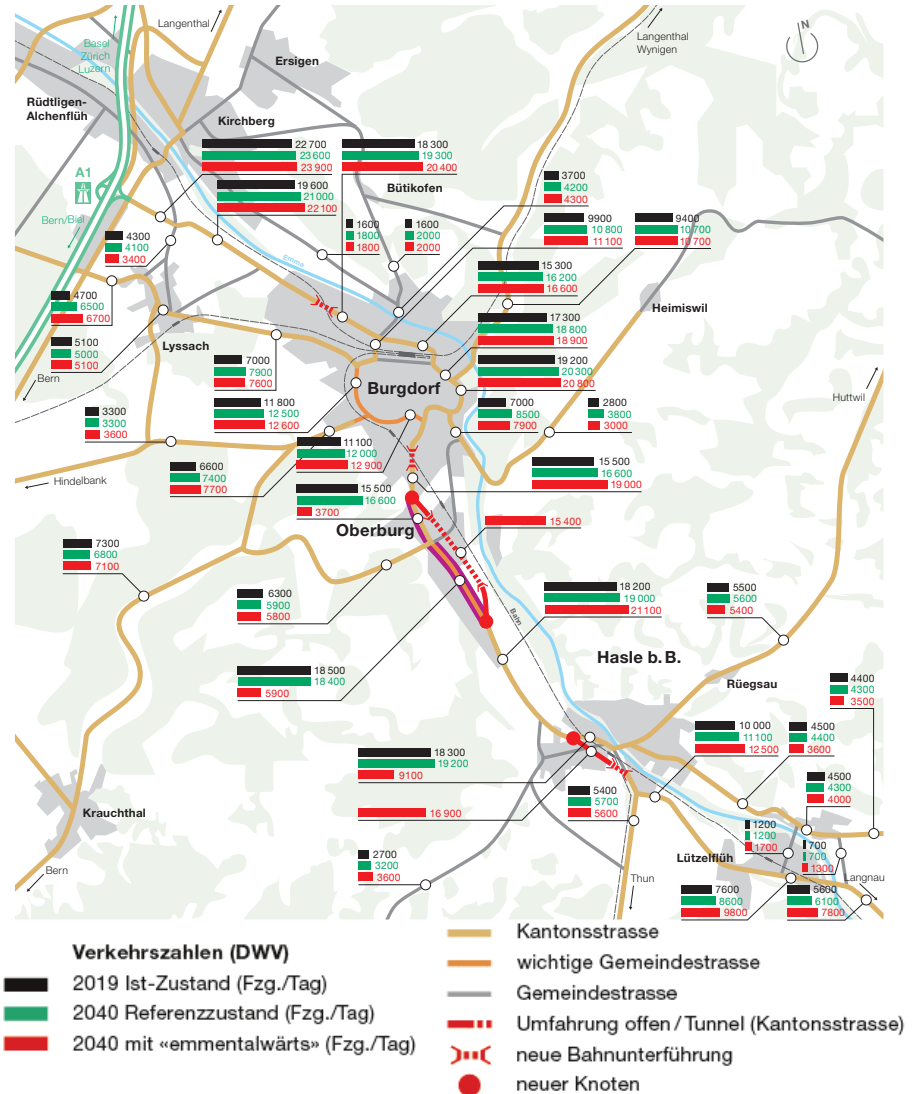 Langenthal
N
Langenthal
Wynigen
Basel
Zürich
Luzern
Ersigen
Rüdtligen-
Alchenflüh
Kirchberg
22 700
23 600
23 900
18 300
19 300
20 400
A1
19 600
21 000
22 100
Bütikofen
3700
4200
4300
Bern/Biel
1600
1800
1800
1600
2000
2000
9900
10 800
11 100
9400
10 700
10 700
4300
4100
3400
Emme
15 300
16 200
16 600
4700
6500
6700
Heimiswil
17 300
18 800
18 900
5100
5000
5100
Lyssach
7000
7900
7600
19 200
20 300
20 800
Bern
Burgdorf
Huttwil
11 800
12 500
12 600
7000
8500
7900
2800
3800
3000
3300
3300
3600
11 100
12 000
12 900
15 500
16 600
19 000
6600
7400
7700
Hindelbank
15 500
16 600
3700
15 400
Oberburg
7300
6800
7100
6300
5900
5800
18 200
19 000
21 100
5500
5600
5400
Bahn
Hasle b. B.
18 500
18 400
5900
Rüegsau
4400
4300
3500
10 000
11 100
12 500
4500
4400
3600
18 300
19 200
9100
4500
4300
4000
5400
5700
5600
16 900
Krauchthal
1200
1200
1700
700
700
1300
2700
3200
3600
Lützelflüh
Bern
Thun
Langnau
7600
8600
9800
5600
6100
7800
Verkehrszahlen (DWV)
2019 Ist-Zustand (Fzg./Tag)
2040 Referenzzustand (Fzg./Tag)
2040 mit «emmentalwärts» (Fzg./Tag)
Kantonsstrasse
wichtige Gemeindestrasse
Gemeindestrasse
Umfahrung offen / Tunnel (Kantonsstrasse)
neue Bahnunterführung
neuer Knoten